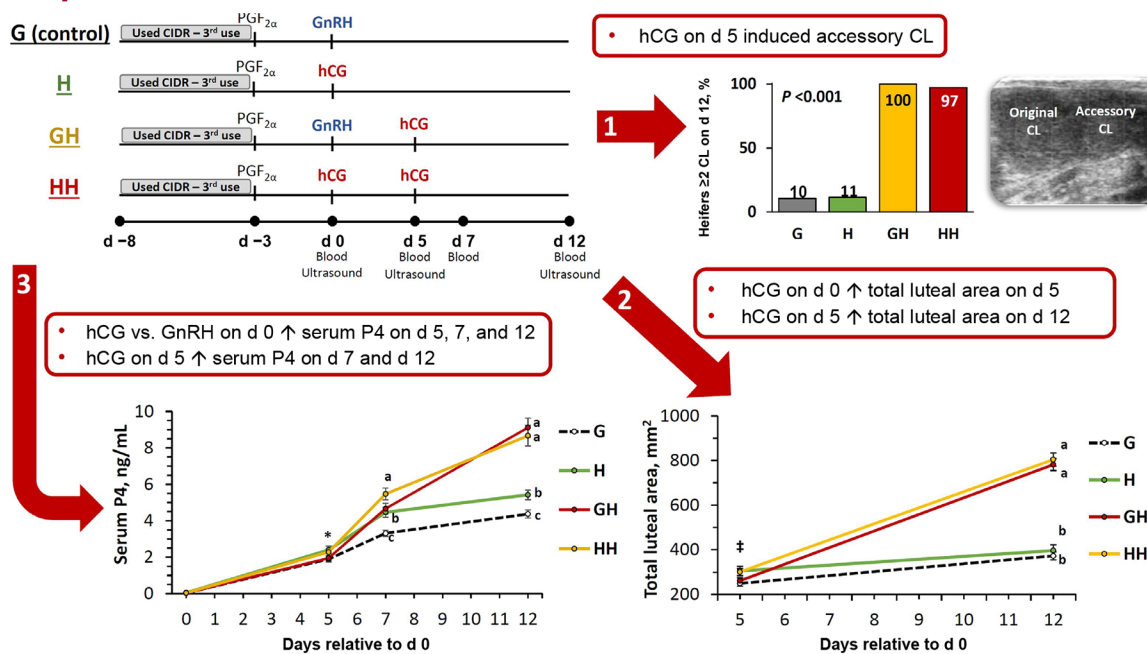 G (control)
Used CIDR – 3rd use
PGF2α
GnRH
H
Used CIDR – 3rd use
PGF2α
hCG
GH
Used CIDR – 3rd use
PGF2α
GnRH
hCG
HH
Used CIDR – 3rd use
PGF2α
hCG
hCG
d −8
d −3
d 0
d 5
d 7
d 12
Blood
Ultrasound
Blood
Ultrasound
Blood
Blood
Ultrasound
1
• hCG on d 5 induced accessory CL
Heifers ≥2 CL on d 12, %
100
50
0
P <0.001
10
11
100
97
G
H
GH
HH
Original
CL
Accessory
CL
2
• hCG on d 0 ↑ total luteal area on d 5
• hCG on d 5 ↑ total luteal area on d 12
3
• hCG vs. GnRH on d 0 ↑ serum P4 on d 5, 7, and 12
• hCG on d 5 ↑ serum P4 on d 7 and d 12
Serum P4, ng/mL
10
8
6
4
2
0
*
a
b
c
a
a
b
c
0 1 2 3 4 5 6 7 8 9 10 11 12
Days relative to d 0
G
H
GH
HH
Total luteal area, mm2
1000
800
600
400
200
‡
a
a
b
b
5 6 7 8 9 10 11 12
Days relative to d 0
G
H
GH
HH